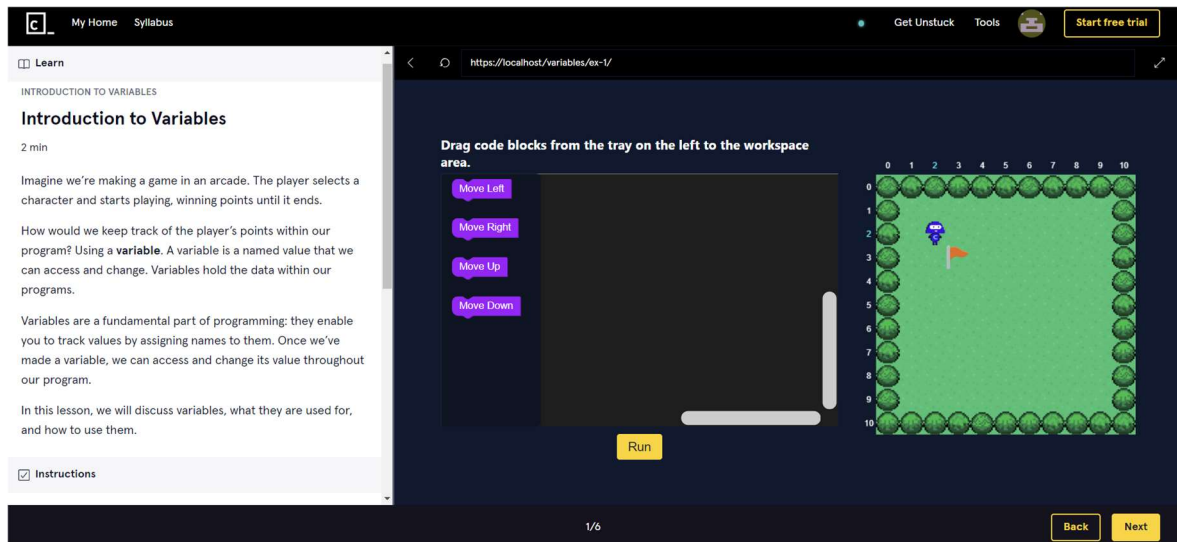 C_
My Home Syllabus
Get Unstuck Tools
Start free trial
Learn
https://localhost/variables/ex-1/
INTRODUCTION TO VARIABLES
Introduction to Variables
2 min
Imagine we're making a game in an arcade. The player selects a
character and starts playing, winning points until it ends.
How would we keep track of the player's points within our
program? Using a variable. A variable is a named value that we
can access and change. Variables hold the data within our
programs.
Variables are a fundamental part of programming: they enable
you to track values by assigning names to them. Once we've
made a variable, we can access and change its value throughout
our program.
In this lesson, we will discuss variables, what they are used for,
and how to use them.
Instructions
Drag code blocks from the tray on the left to the workspace
area.
Move Left
Move Right
Move Up
Move Down
Run
0 1 2 3 4 5 6 7 8 9 10
0
1
2
3
4
5
6
7
8
9
10
1/6
Back
Next